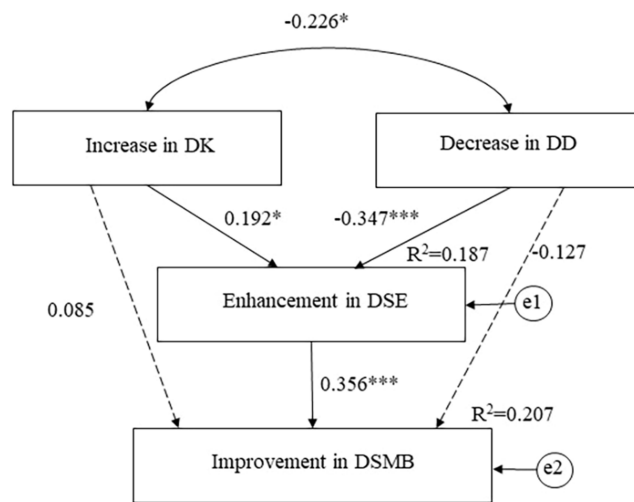 -0.226*
Increase in DK
Decrease in DD
0.192*
-0.347***
R²=0.187
-0.127
Enhancement in DSE
e1
0.085
0.356***
R²=0.207
Improvement in DSMB
e2